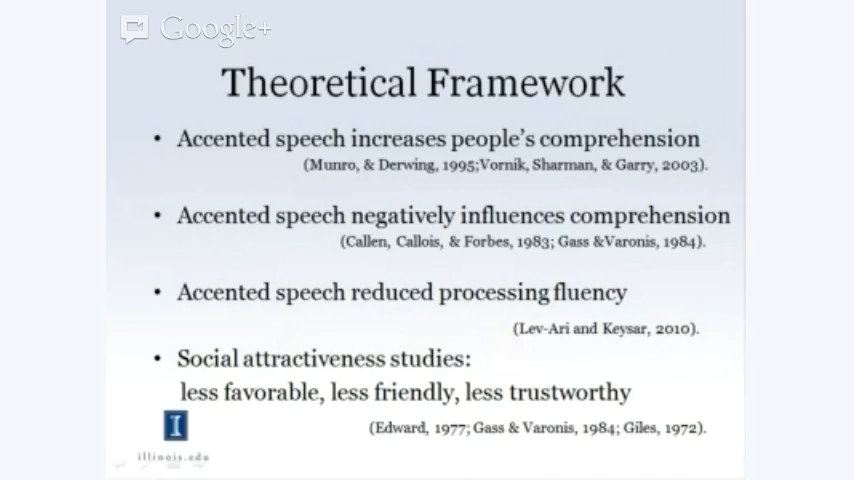 Google+
Theoretical Framework
• Accented speech increases people's comprehension
(Munro, & Derwing, 1995;Vornik, Sharman, & Garry, 2003).
• Accented speech negatively influences comprehension
(Callen, Callois, & Forbes, 1983; Gass &Varonis, 1984).
• Accented speech reduced processing fluency
(Lev-Ari and Keysar, 2010).
• Social attractiveness studies:
less favorable, less friendly, less trustworthy
(Edward, 1977; Gass & Varonis, 1984; Giles, 1972).
I
illinois.edu